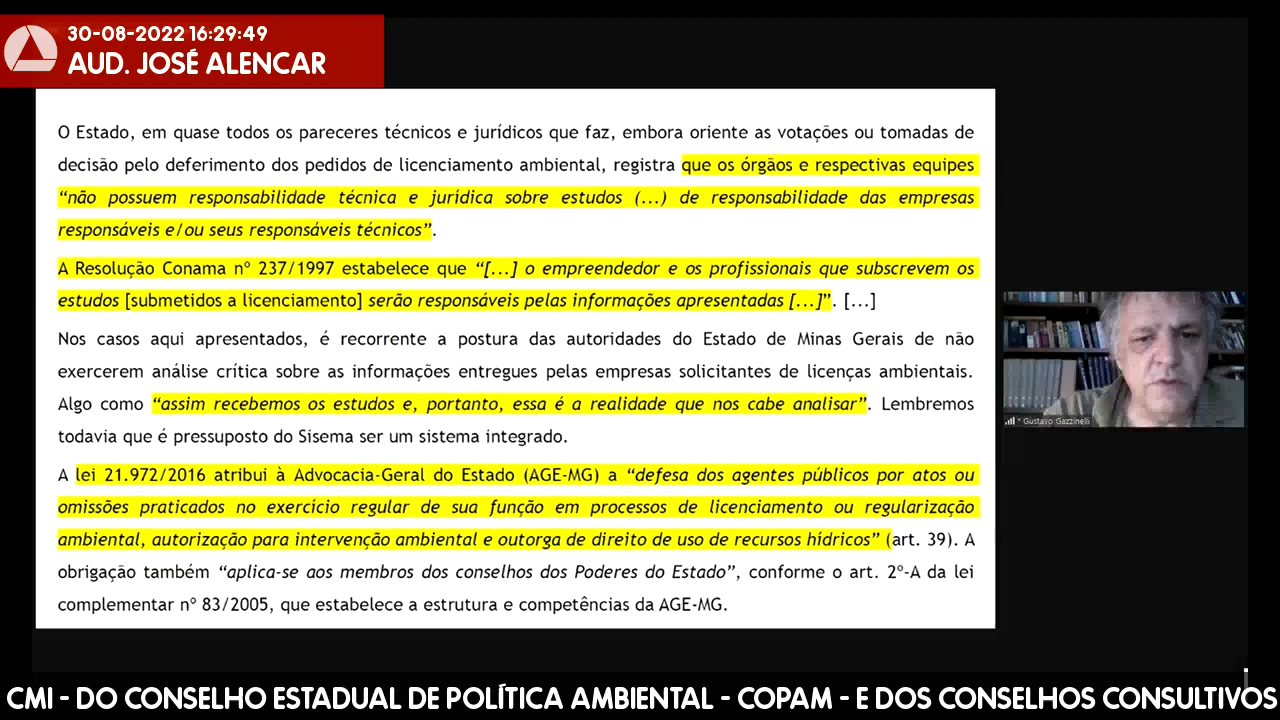 30-08-2022 16:29:49
AUD. JOSÉ ALENCAR
O Estado, em quase todos os pareceres técnicos e jurídicos que faz, embora oriente as votações ou tomadas de
decisão pelo deferimento dos pedidos de licenciamento ambiental, registra que os órgãos e respectivas equipes
“não possuem responsabilidade técnica e jurídica sobre estudos (...) de responsabilidade das empresas
responsáveis e/ou seus responsáveis técnicos”.
A Resolução Conama nº 237/1997 estabelece que “[...] o empreendedor e os profissionais que subscrevem os
estudos [submetidos a licenciamento] serão responsáveis pelas informações apresentadas [...]”. [...]
Nos casos aqui apresentados, é recorrente a postura das autoridades do Estado de Minas Gerais de não
exercerem análise crítica sobre as informações entregues pelas empresas solicitantes de licenças ambientais.
Algo como “assim recebemos os estudos e, portanto, essa é a realidade que nos cabe analisar”. Lembremos
todavia que é pressuposto do Sisema ser um sistema integrado.
A lei 21.972/2016 atribui à Advocacia-Geral do Estado (AGE-MG) a “defesa dos agentes públicos por atos ou
omissões praticados no exercício regular de sua função em processos de licenciamento ou regularização
ambiental, autorização para intervenção ambiental e outorga de direito de uso de recursos hídricos” (art. 39). A
obrigação também “aplica-se aos membros dos conselhos dos Poderes do Estado”, conforme o art. 2º-A da lei
complementar nº 83/2005, que estabelece a estrutura e competências da AGE-MG.
* Gustavo Gazzinelli
CMI - DO CONSELHO ESTADUAL DE POLÍTICA AMBIENTAL - COPAM - E DOS CONSELHOS CONSULTIVOS